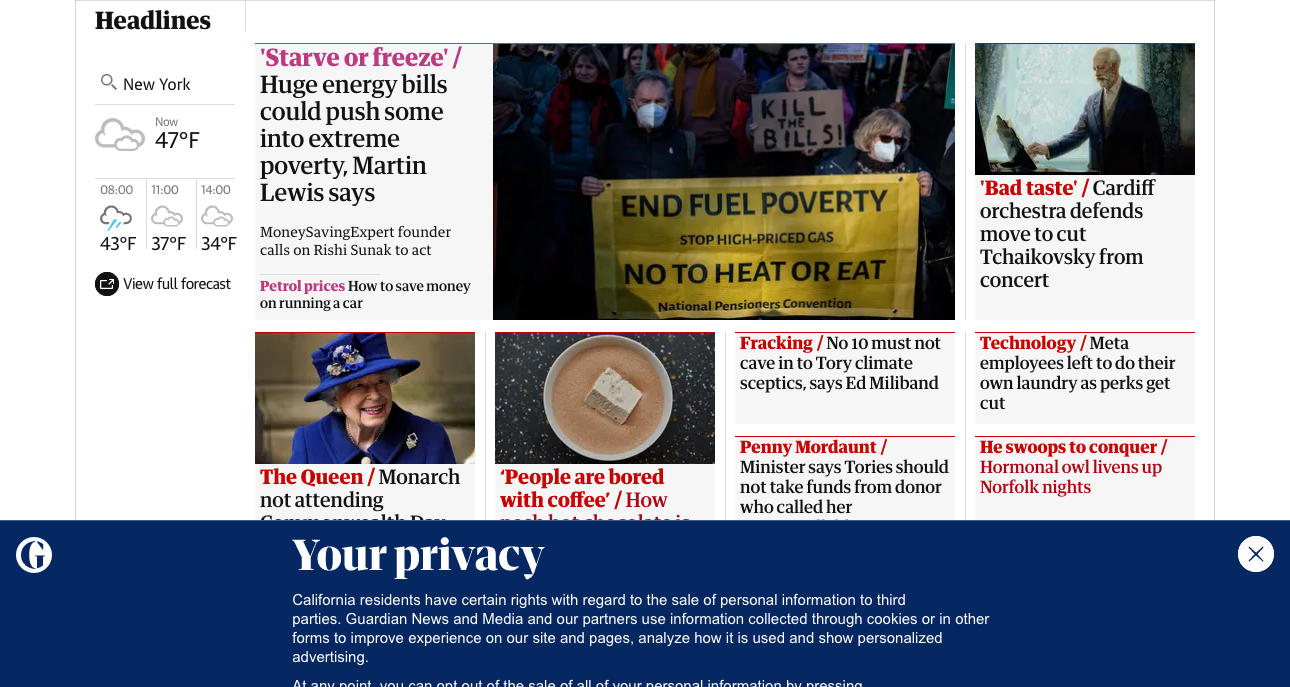 Headlines
New York
Now
47°F
08:00
11:00
14:00
43°F
37°F
34°F
View full forecast
'Starve or freeze' /
Huge energy bills
could push some
into extreme
poverty, Martin
Lewis says
MoneySavingExpert founder
calls on Rishi Sunak to act
Petrol prices How to save money
on running a car
KILL
THE
BILLS!
END FUEL POVERTY
STOP HIGH-PRICED GAS
NO TO HEAT OR EAT
National Pensioners Convention
'Bad taste' / Cardiff
orchestra defends
move to cut
Tchaikovsky from
concert
The Queen / Monarch
not attending
Commonwealth Day
‘People are bored
with coffee’ / How
posh hot chocolate is
Fracking / No 10 must not
cave in to Tory climate
sceptics, says Ed Miliband
Penny Mordaunt /
Minister says Tories should
not take funds from donor
who called her
Technology / Meta
employees left to do their
own laundry as perks get
cut
He swoops to conquer /
Hormonal owl livens up
Norfolk nights
G
Your privacy
California residents have certain rights with regard to the sale of personal information to third
parties. Guardian News and Media and our partners use information collected through cookies or in other
forms to improve experience on our site and pages, analyze how it is used and show personalized
advertising.
At any point, you can opt out of the sale of all of your personal information by pressing